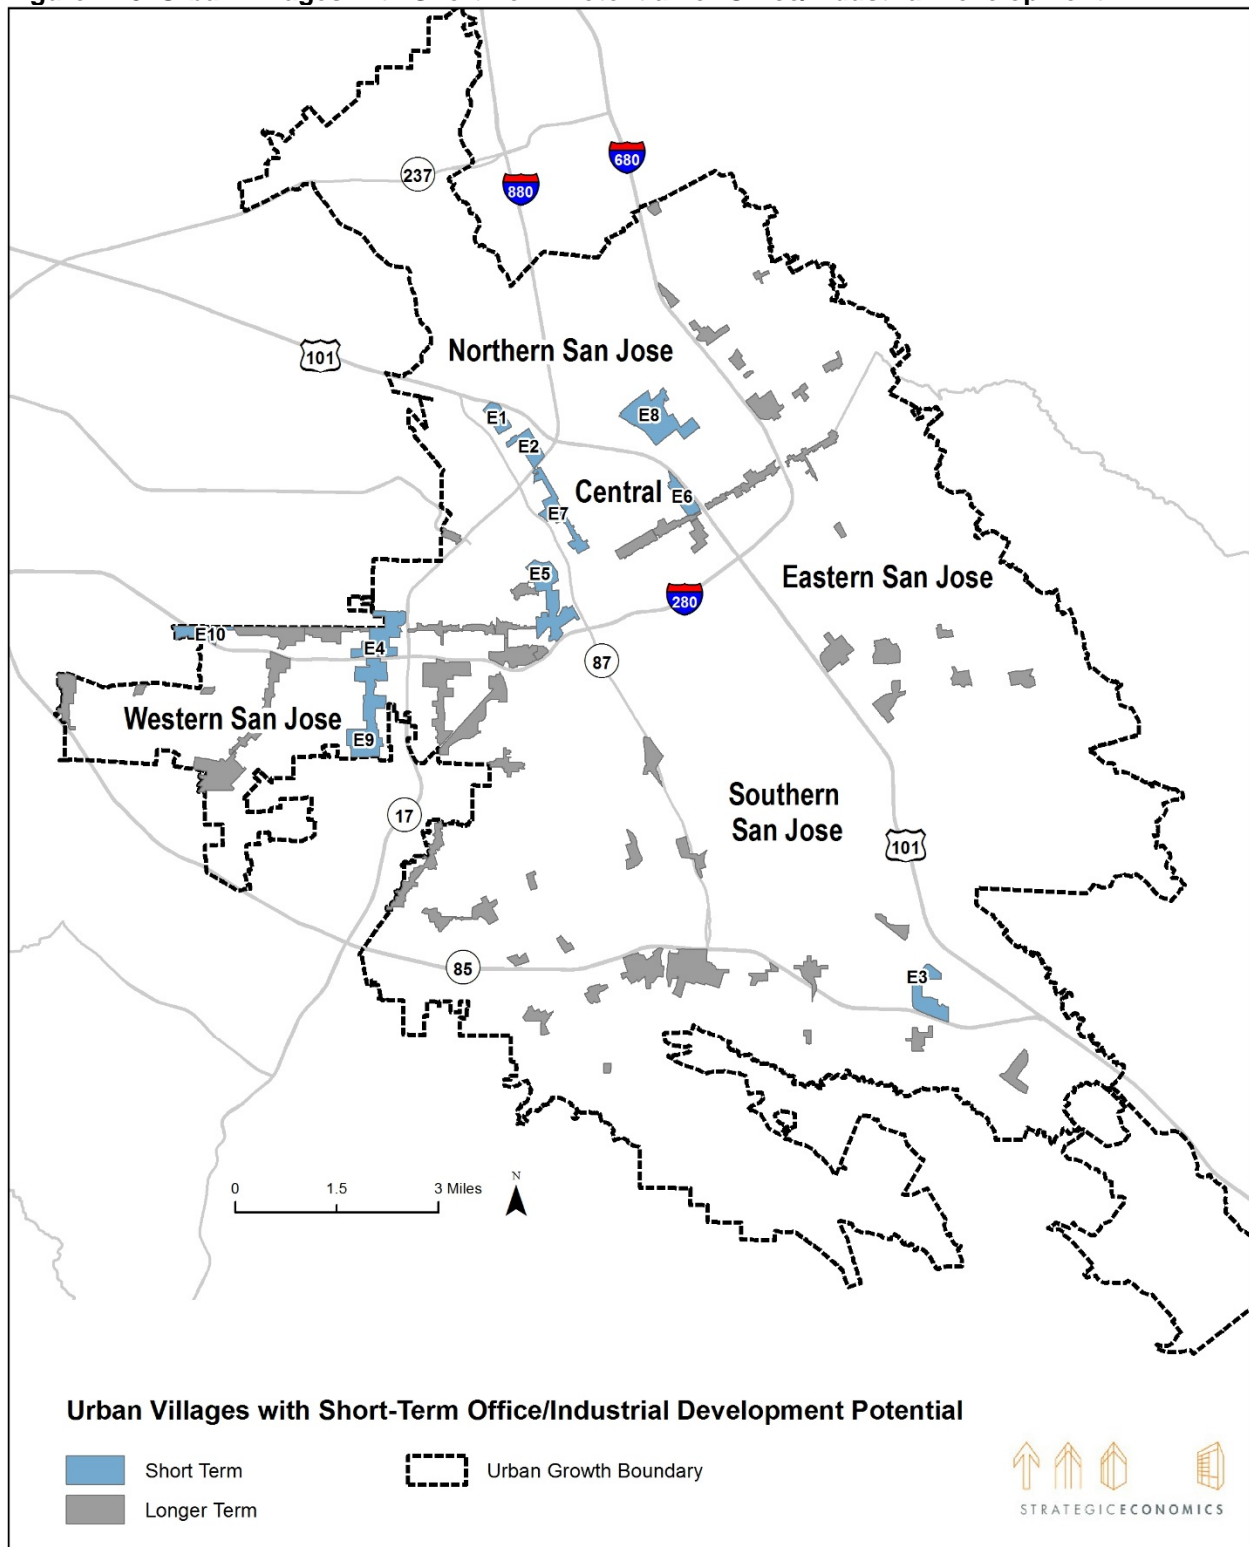 237
680
880
Northern San Jose
101
E1
E8
E2
Central
E6
E7
E5
Eastern San Jose
280
E10
E4
87
Western San Jose
E9
Southern
San Jose
17
101
85
E3
0 1.5 3 Miles
N
Urban Villages with Short-Term Office/Industrial Development Potential
Short Term
Urban Growth Boundary
Longer Term
STRATEGICECONOMICS